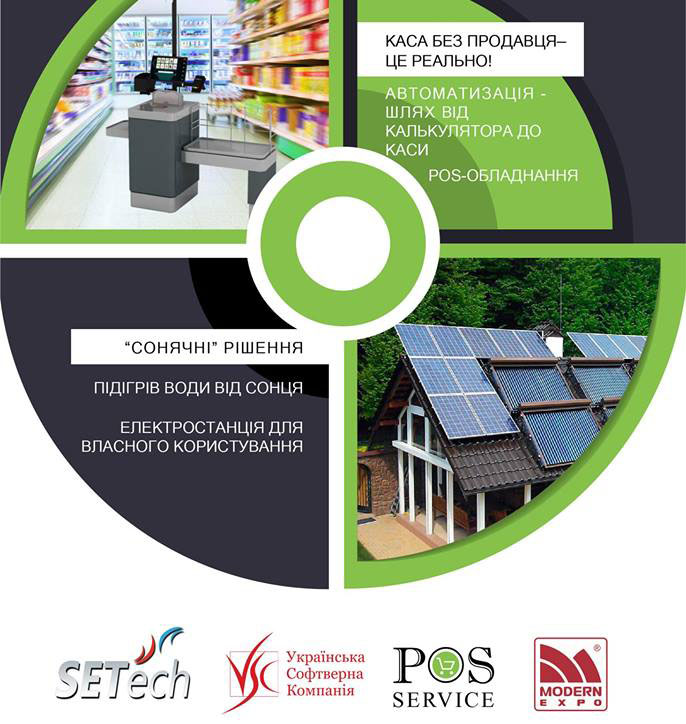 КАСА БЕЗ ПРОДАВЦЯ–
ЦЕ РЕАЛЬНО!
АВТОМАТИЗАЦІЯ -
ШЛЯХ ВІД
КАЛЬКУЛЯТОРА ДО
КАСИ
POS-ОБЛАДНАННЯ
“СОНЯЧНІ” РІШЕННЯ
ПІДІГРІВ ВОДИ ВІД СОНЦЯ
ЕЛЕКТРОСТАНЦІЯ ДЛЯ
ВЛАСНОГО КОРИСТУВАННЯ
SETech
VSC
Українська
Софтверна
Компанія
POS
SERVICE
MODERN
EXPO
®